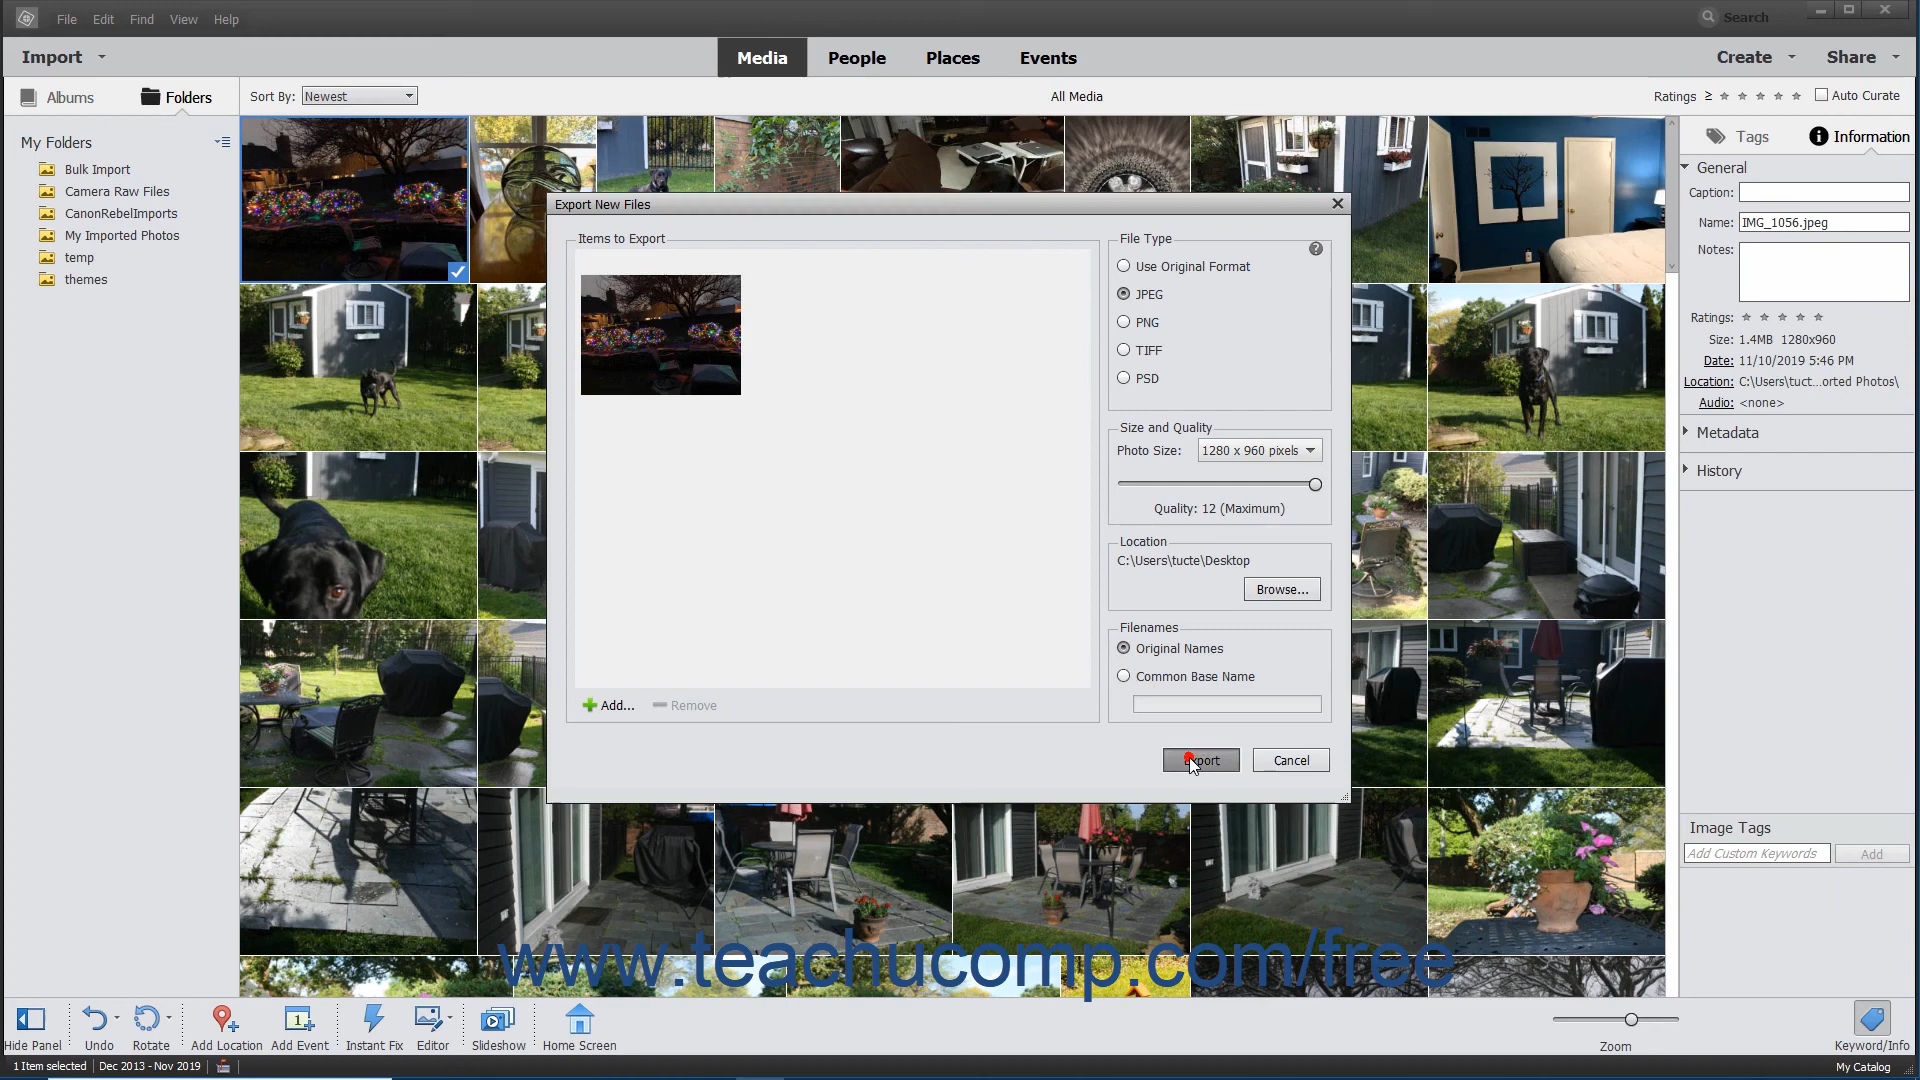 File Edit Find View Help
Search
Import
Media People Places Events
Create Share
Albums Folders
Sort By: Newest
All Media
Ratings ≥
Auto Curate
My Folders
Bulk Import
Camera Raw Files
CanonRebelImports
My Imported Photos
temp
themes
Export New Files
Items to Export
Add...
Remove
File Type
Use Original Format
JPEG
PNG
TIFF
PSD
Size and Quality
Photo Size: 1280 x 960 pixels
Quality: 12 (Maximum)
Location
C:\Users\tucte\Desktop
Browse...
Filenames
Original Names
Common Base Name
Export
Cancel
Tags Information
General
Caption:
Name: IMG_1056.jpeg
Notes:
Ratings:
Size: 1.4MB 1280x960
Date: 11/10/2019 5:46 PM
Location: C:\Users\tuct...orted Photos\
Audio: <none>
Metadata
History
Image Tags
Add Custom Keywords
Add
www.teachucomp.com/free
Hide Panel
Undo
Rotate
Add Location
Add Event
Instant Fix
Editor
Slideshow
Home Screen
Zoom
Keyword/Info
1 Item selected
Dec 2013 - Nov 2019
My Catalog